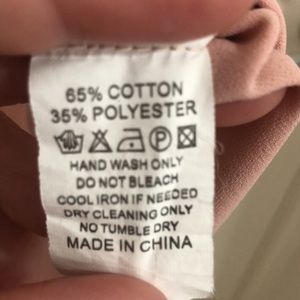 65% COTTON
35% POLYESTER
HAND WASH ONLY
DO NOT BLEACH
COOL IRON IF NEEDED
DRY CLEANING ONLY
NO TUMBLE DRY
MADE IN CHINA